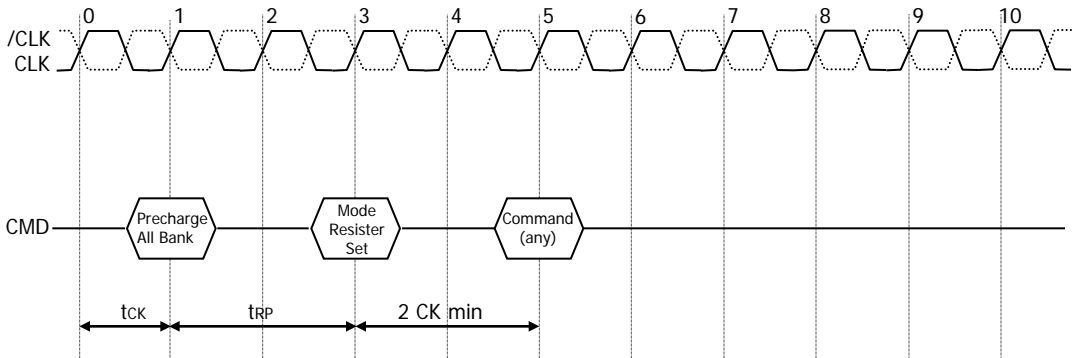 0 1 2 3 4 5 6 7 8 9 10
/CLK
CLK
CMD
Precharge
All Bank
Mode
Resister
Set
Command
(any)
tCK tRP 2 CK min